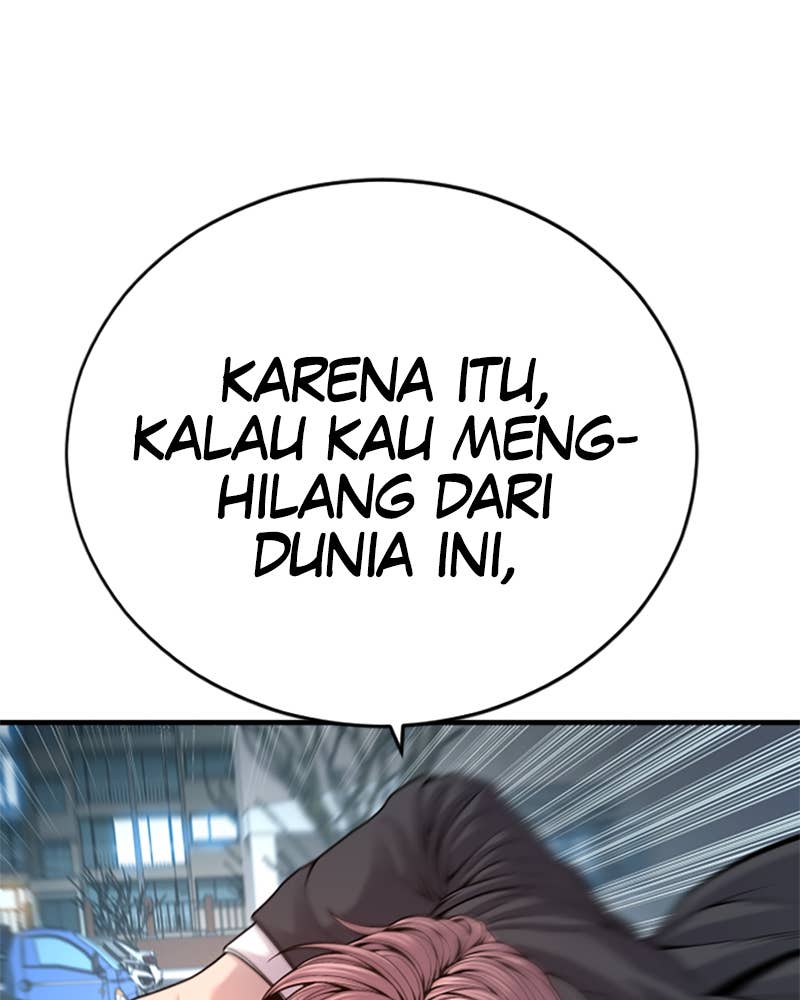 KARENA ITU,
KALAU KAU MENG-
HILANG DARI
DUNIA INI,